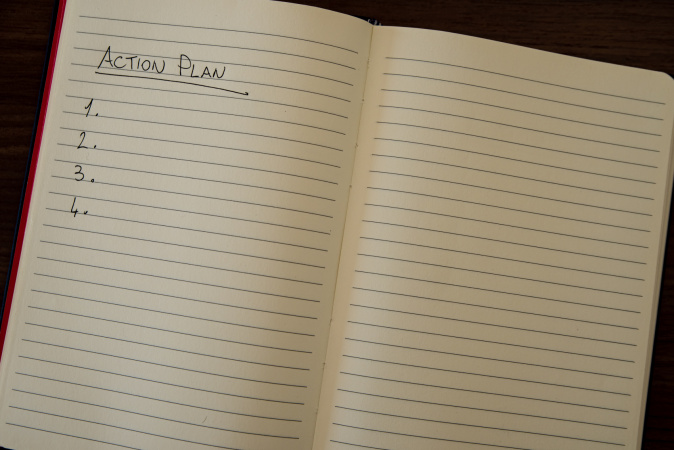 ACTION PLAN
1.
2.
3.
4.